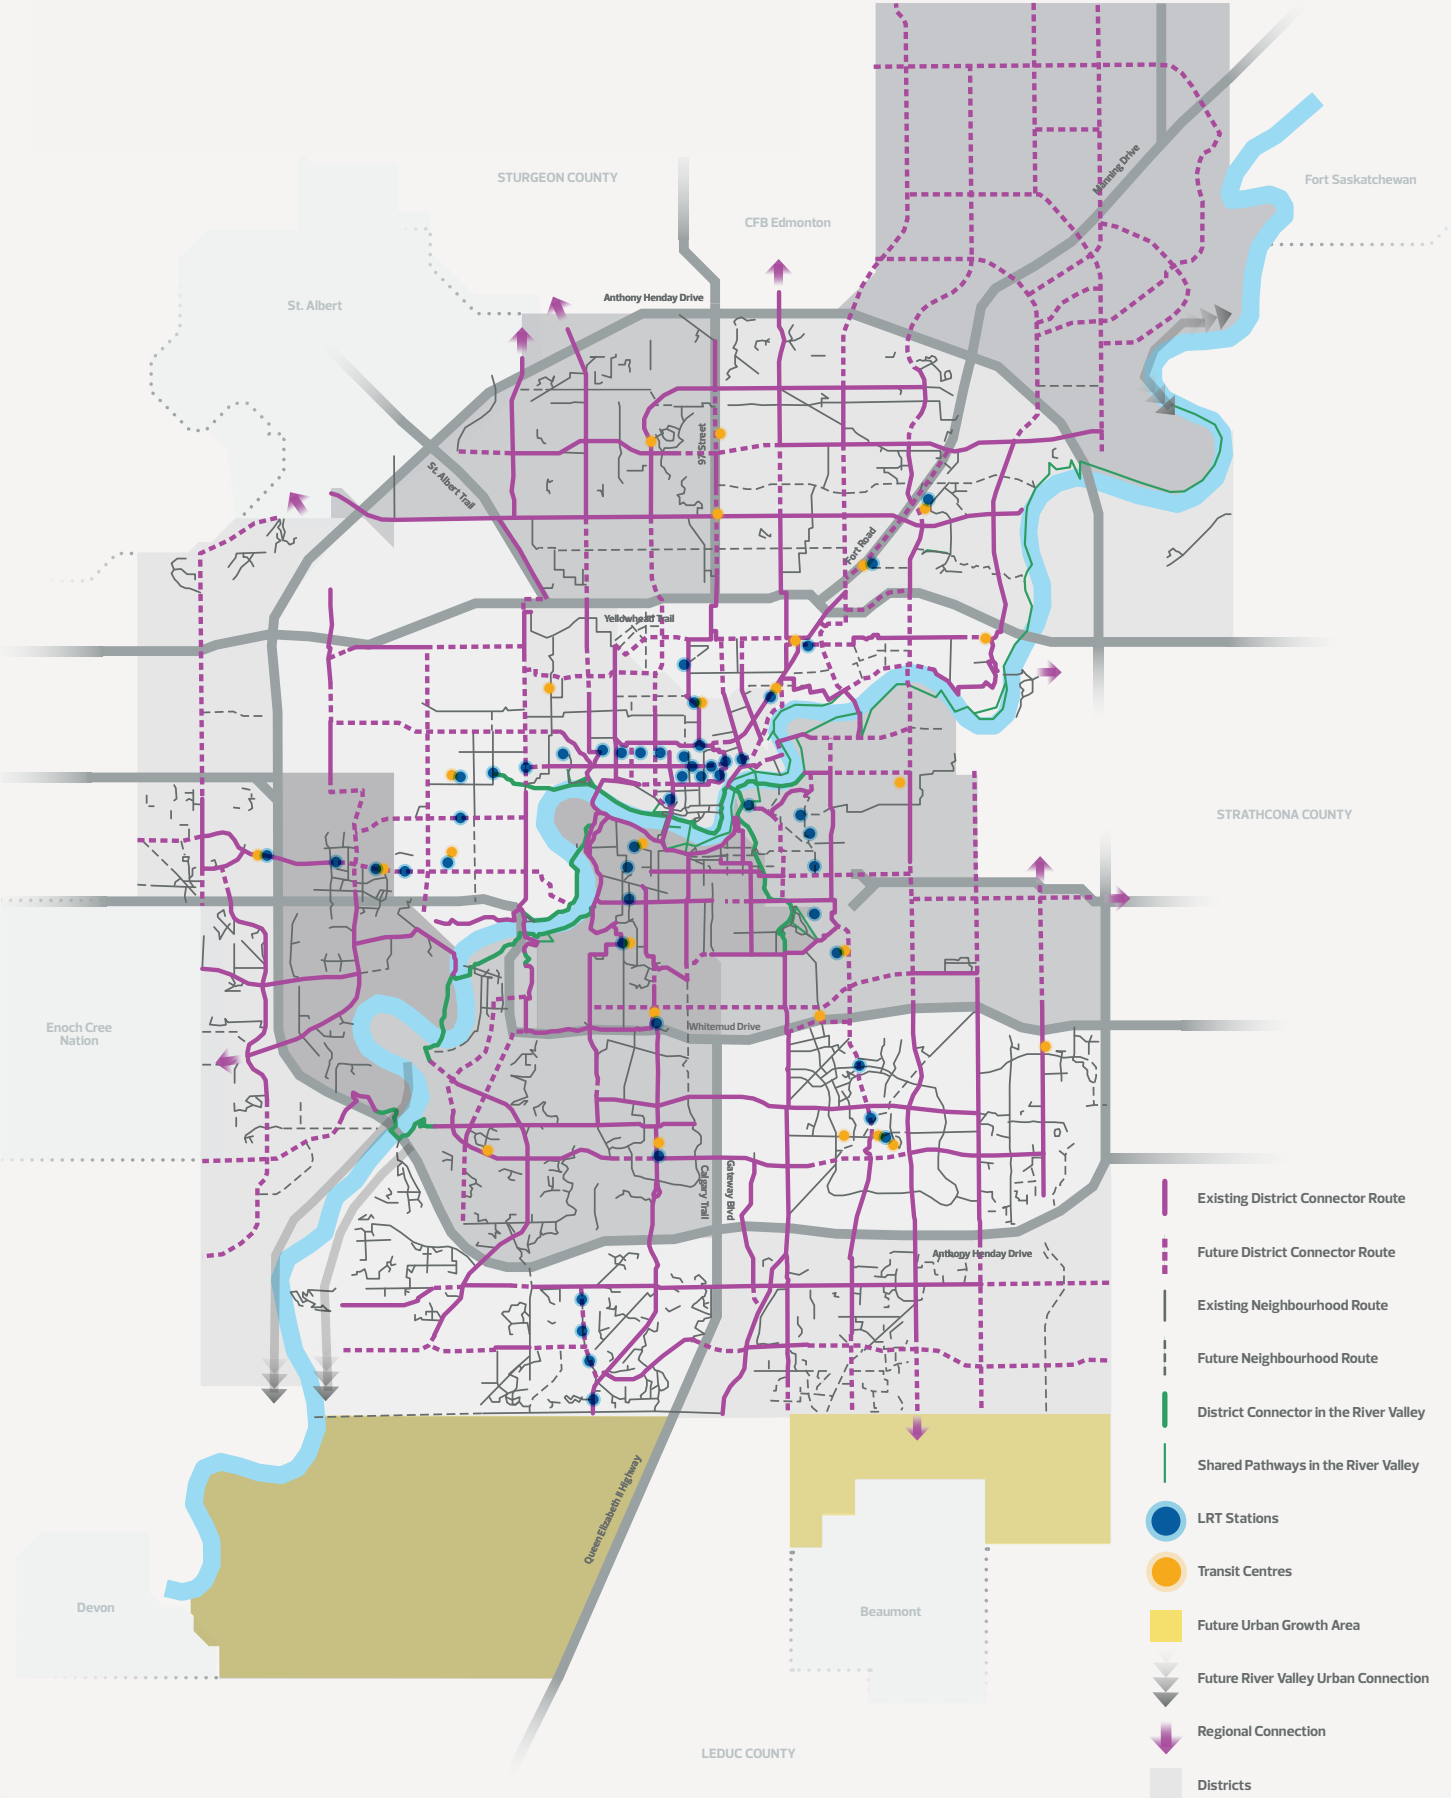 STURGEON COUNTY
Fort Saskatchewan
CFB Edmonton
Manning Drive
St. Albert
Anthony Henday Drive
97 Street
St. Albert Trail
Fort Road
Yellowhead Trail
STRATHCONA COUNTY
Enoch Cree
Nation
Whitemud Drive
Calgary Trail
Gateway Blvd
Anthony Henday Drive
Queen Elizabeth II Highway
Devon
Beaumont
LEDUC COUNTY
Existing District Connector Route
Future District Connector Route
Existing Neighbourhood Route
Future Neighbourhood Route
District Connector in the River Valley
Shared Pathways in the River Valley
LRT Stations
Transit Centres
Future Urban Growth Area
Future River Valley Urban Connection
Regional Connection
Districts